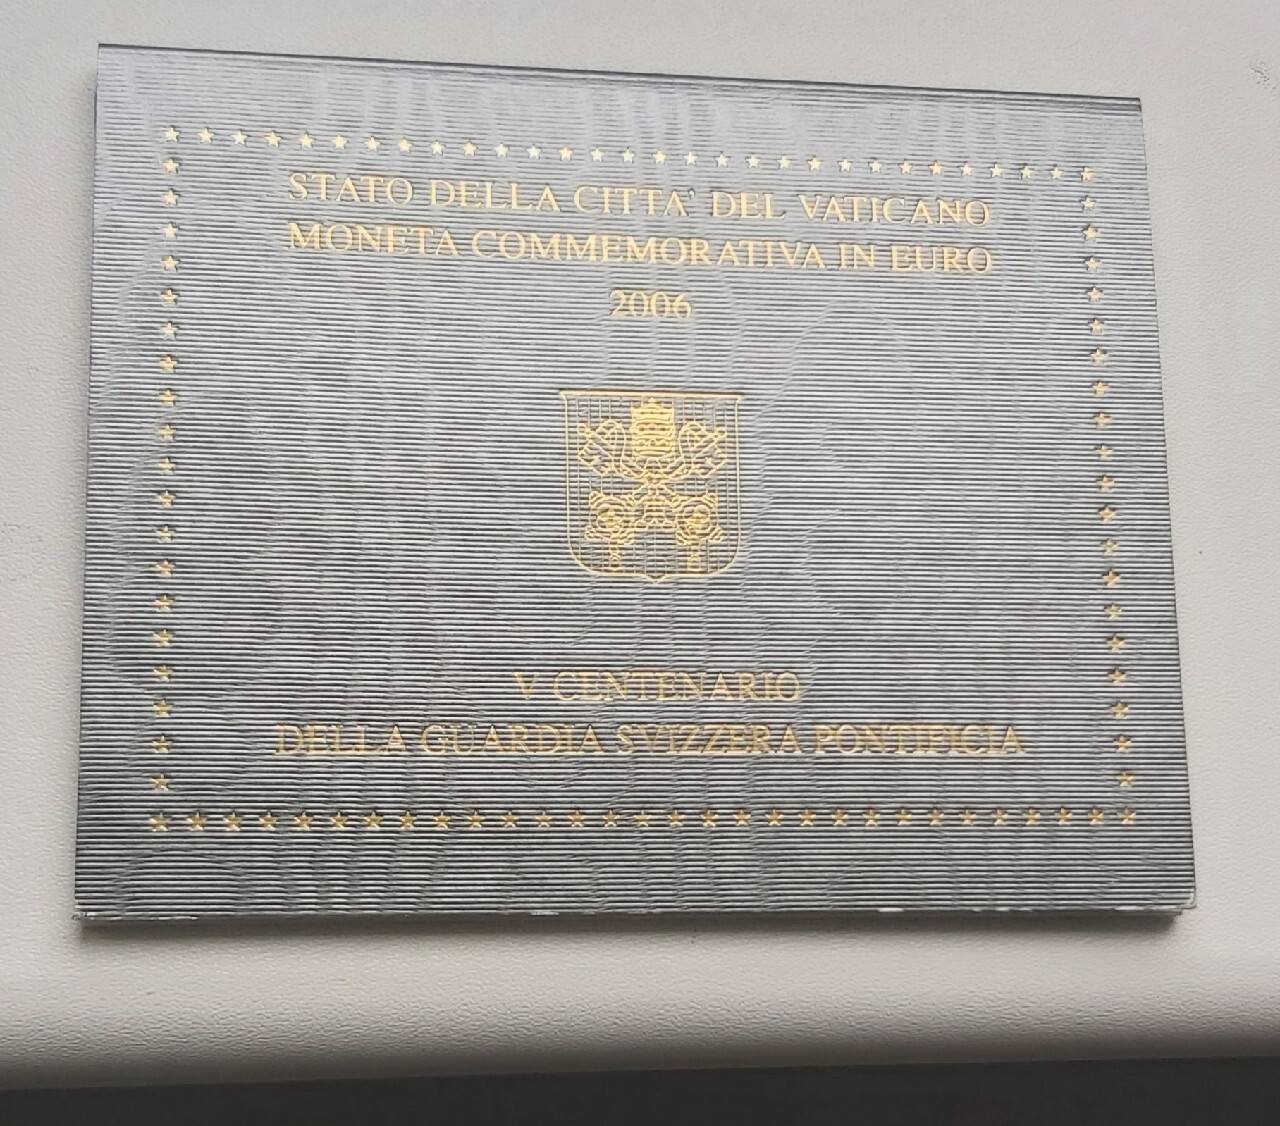 STATO DELLA CITTA' DEL VATICANO
MONETA COMMEMORATIVA IN EURO
2006
V CENTENARIO
DELLA GUARDIA SVIZZERA PONTIFICIA